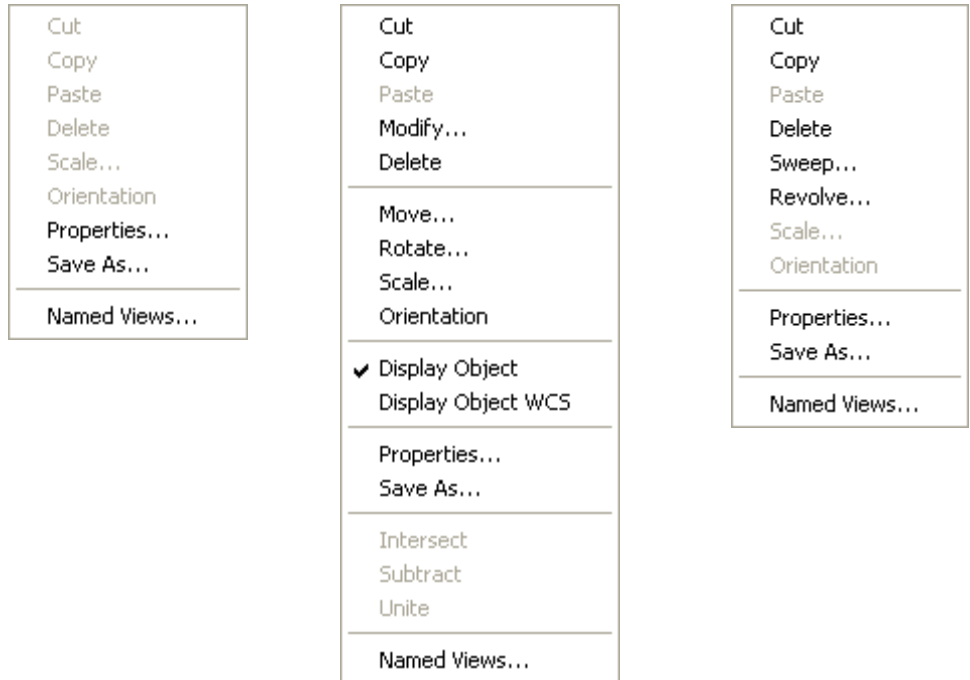 Cut
Copy
Paste
Delete
Scale...
Orientation
Properties...
Save As...
Named Views...
Cut
Copy
Paste
Modify...
Delete
Move...
Rotate...
Scale...
Orientation
Display Object
Display Object WCS
Properties...
Save As...
Intersect
Subtract
Unite
Named Views...
Cut
Copy
Paste
Delete
Sweep...
Revolve...
Scale...
Orientation
Properties...
Save As...
Named Views...